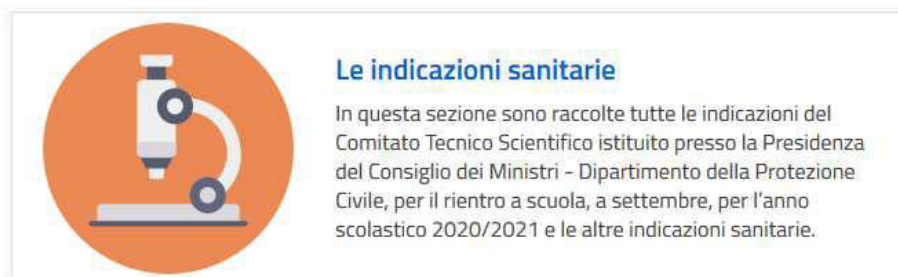 Le indicazioni sanitarie
In questa sezione sono raccolte tutte le indicazioni del
Comitato Tecnico Scientifico istituito presso la Presidenza
del Consiglio dei Ministri - Dipartimento della Protezione
Civile, per il rientro a scuola, a settembre, per l'anno
scolastico 2020/2021 e le altre indicazioni sanitarie.